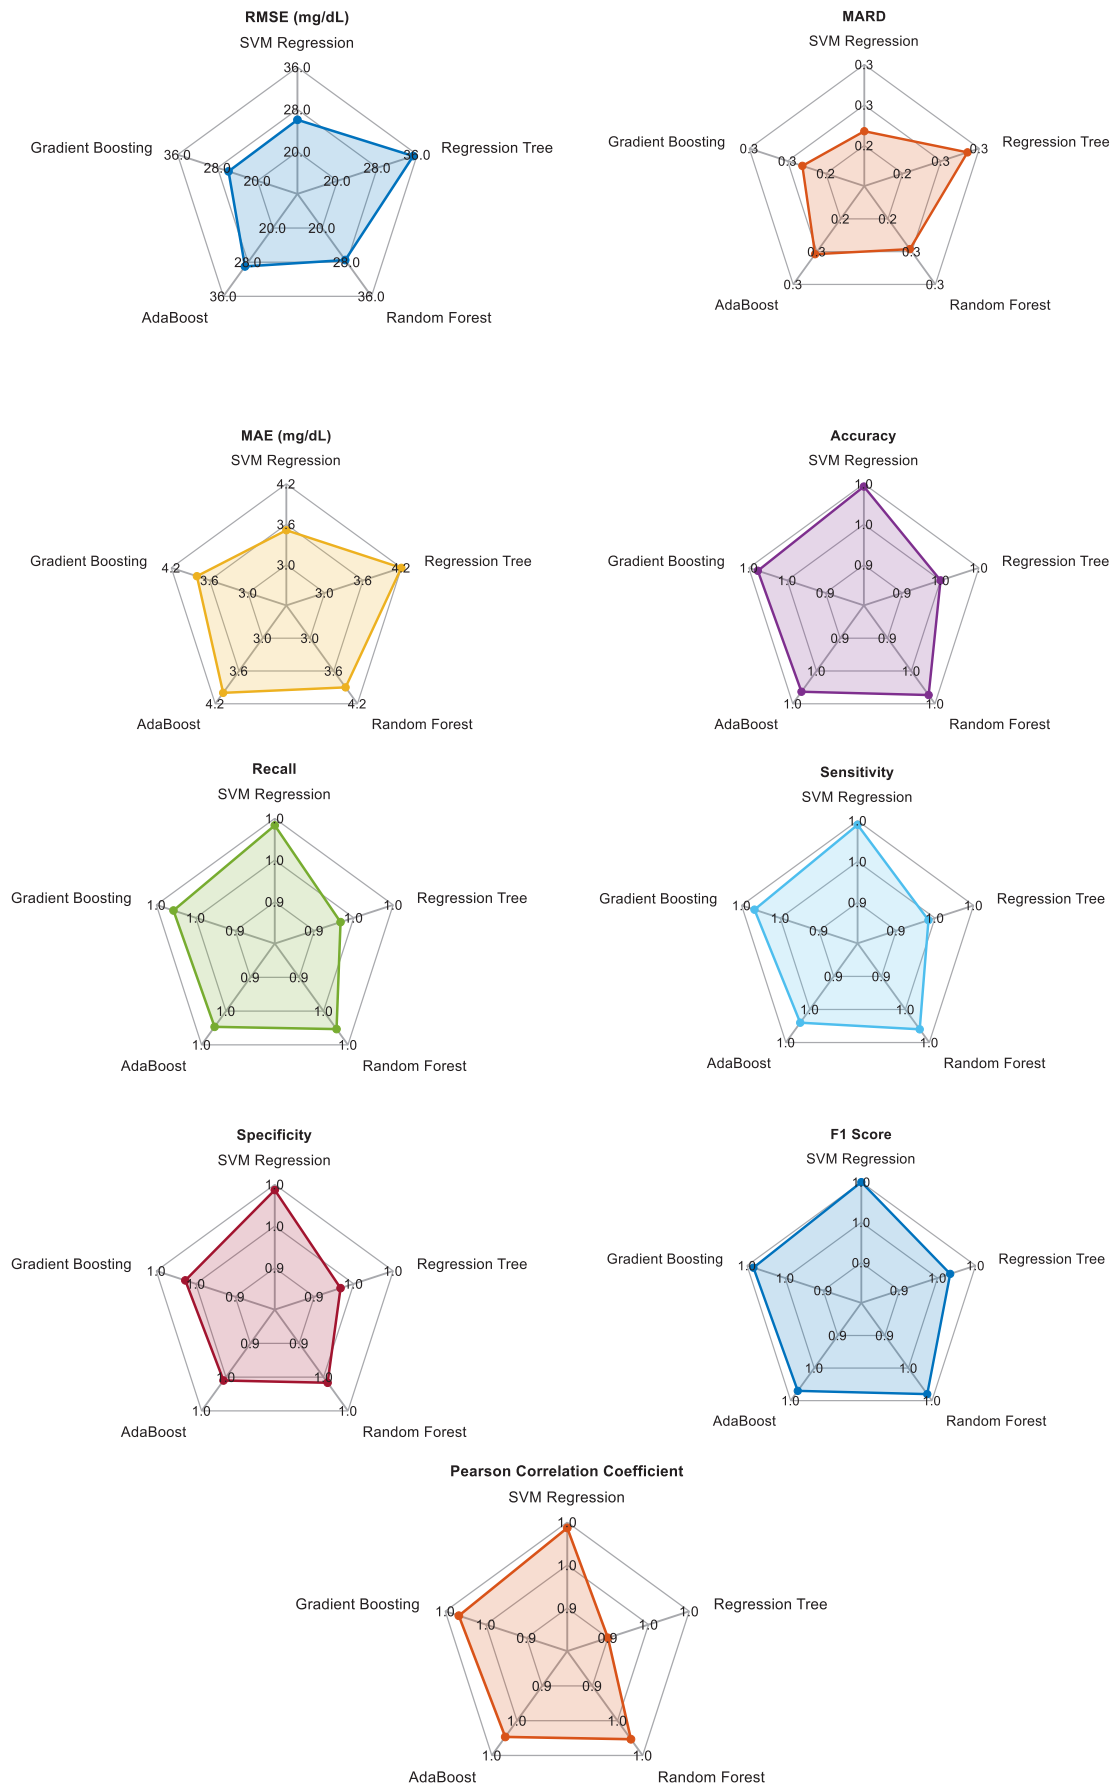 RMSE (mg/dL)
SVM Regression
36.0
28.0
20.0
Gradient Boosting
36.0
28.0
20.0
20.0
28.0
36.0
Regression Tree
20.0
20.0
28.0
28.0
36.0
36.0
AdaBoost
Random Forest
MARD
SVM Regression
0.3
0.3
0.2
Gradient Boosting
0.3
0.3
0.2
0.2
0.3
0.3
Regression Tree
0.2
0.2
0.3
0.3
0.3
0.3
AdaBoost
Random Forest
MAE (mg/dL)
SVM Regression
4.2
3.6
3.0
Gradient Boosting
4.2
3.6
3.0
3.0
3.6
4.2
Regression Tree
3.0
3.0
3.6
3.6
4.2
4.2
AdaBoost
Random Forest
Accuracy
SVM Regression
1.0
1.0
0.9
Gradient Boosting
1.0
1.0
0.9
0.9
1.0
1.0
Regression Tree
0.9
0.9
1.0
1.0
1.0
1.0
AdaBoost
Random Forest
Recall
SVM Regression
1.0
1.0
0.9
Gradient Boosting
1.0
1.0
0.9
0.9
1.0
1.0
Regression Tree
0.9
0.9
1.0
1.0
1.0
1.0
AdaBoost
Random Forest
Sensitivity
SVM Regression
1.0
1.0
0.9
Gradient Boosting
1.0
1.0
0.9
0.9
1.0
1.0
Regression Tree
0.9
0.9
1.0
1.0
1.0
1.0
AdaBoost
Random Forest
Specificity
SVM Regression
1.0
1.0
0.9
Gradient Boosting
1.0
1.0
0.9
0.9
1.0
1.0
Regression Tree
0.9
0.9
1.0
1.0
1.0
1.0
AdaBoost
Random Forest
F1 Score
SVM Regression
1.0
1.0
0.9
Gradient Boosting
1.0
1.0
0.9
0.9
1.0
1.0
Regression Tree
0.9
0.9
1.0
1.0
1.0
1.0
AdaBoost
Random Forest
Pearson Correlation Coefficient
SVM Regression
1.0
1.0
0.9
Gradient Boosting
1.0
1.0
0.9
0.9
1.0
1.0
Regression Tree
0.9
0.9
1.0
1.0
1.0
1.0
AdaBoost
Random Forest